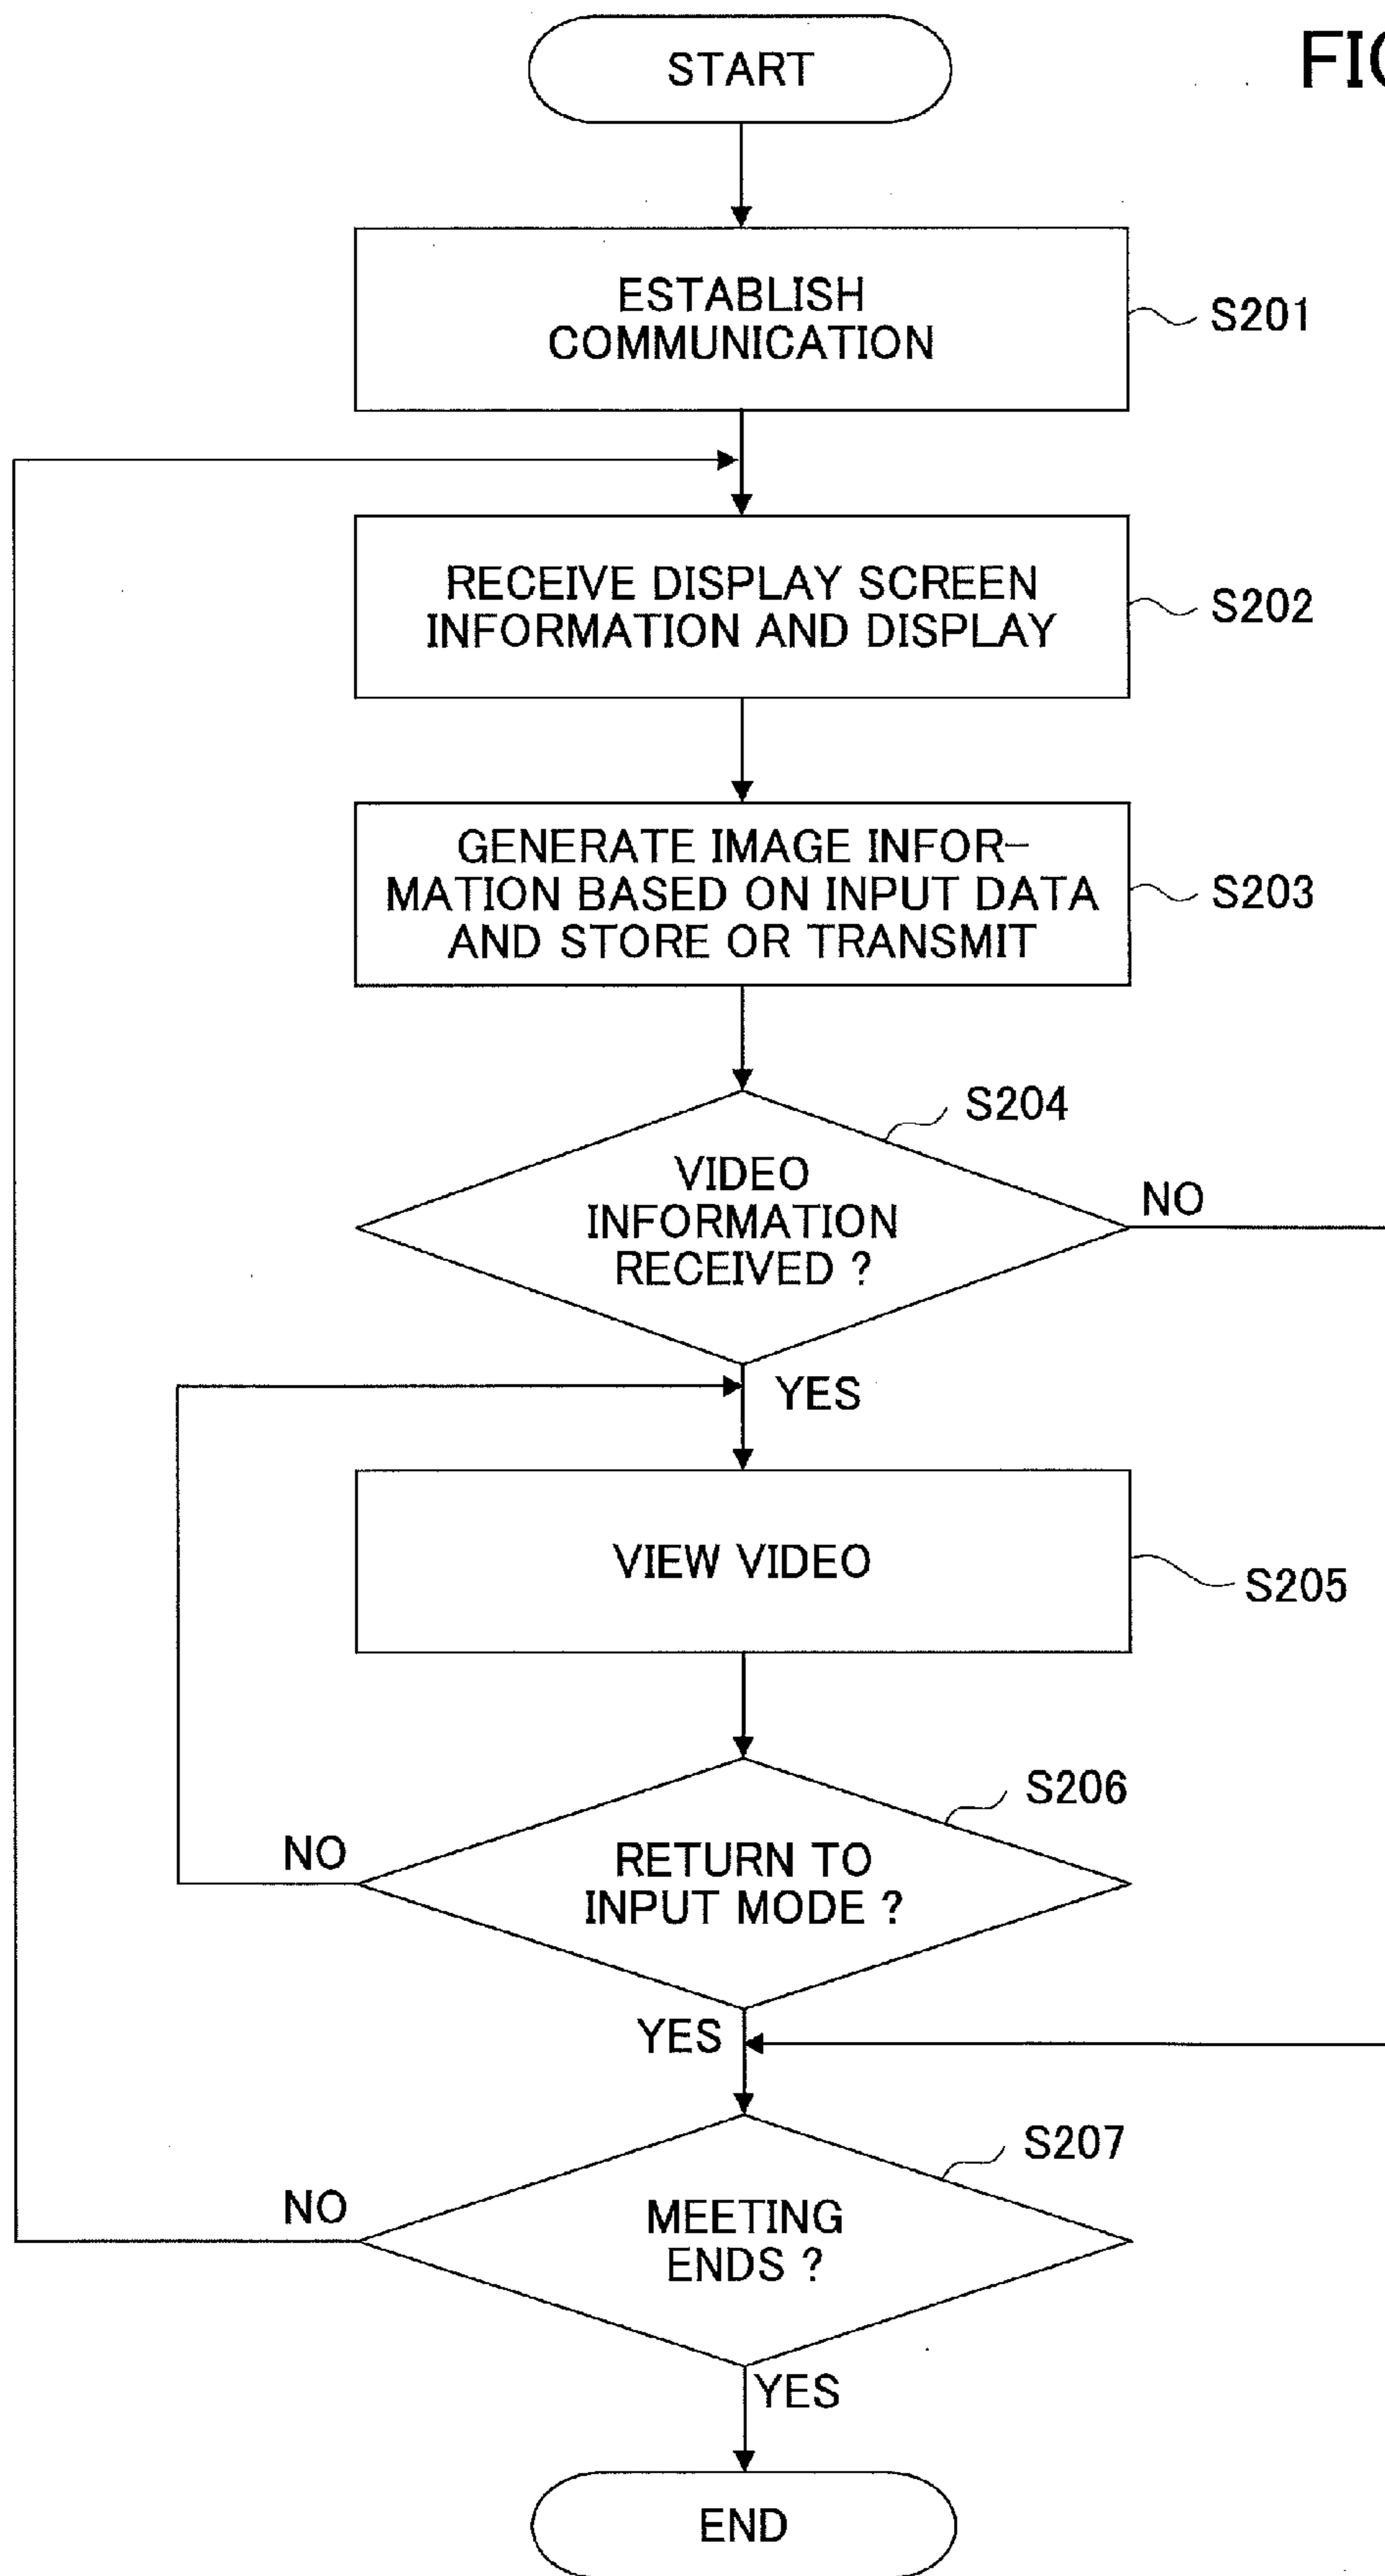 FIG
START
ESTABLISH
COMMUNICATION
S201
RECEIVE DISPLAY SCREEN
INFORMATION AND DISPLAY
S202
GENERATE IMAGE INFOR-
MATION BASED ON INPUT DATA
AND STORE OR TRANSMIT
S203
S204
VIDEO
INFORMATION
RECEIVED ?
NO
YES
VIEW VIDEO
S205
S206
RETURN TO
INPUT MODE ?
NO
YES
S207
MEETING
ENDS ?
NO
YES
END